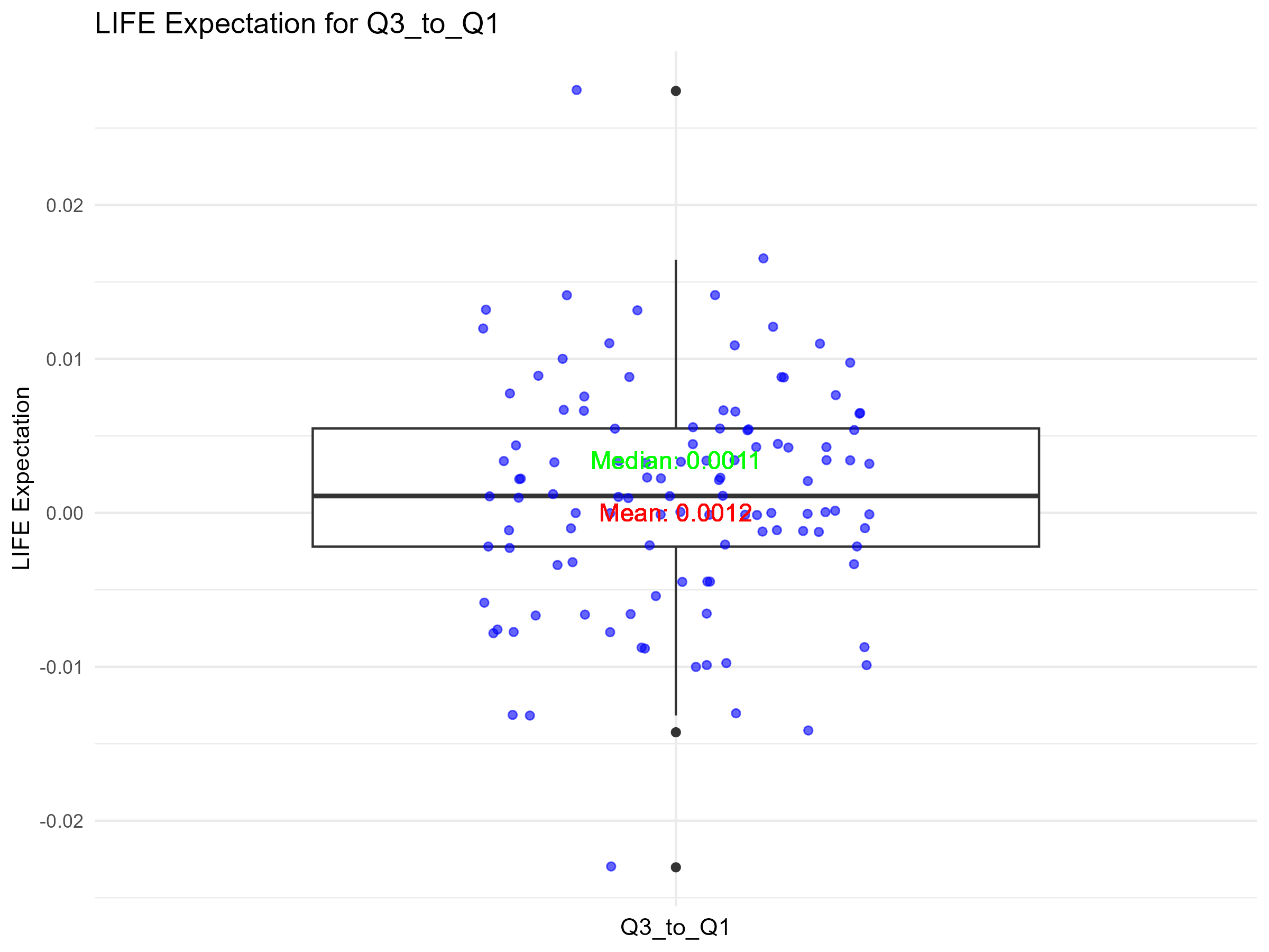 LIFE Expectation for Q3_to_Q1
LIFE Expectation
0.02
0.01
0.00
-0.01
-0.02
Median: 0.0011
Mean: 0.0012
Q3_to_Q1